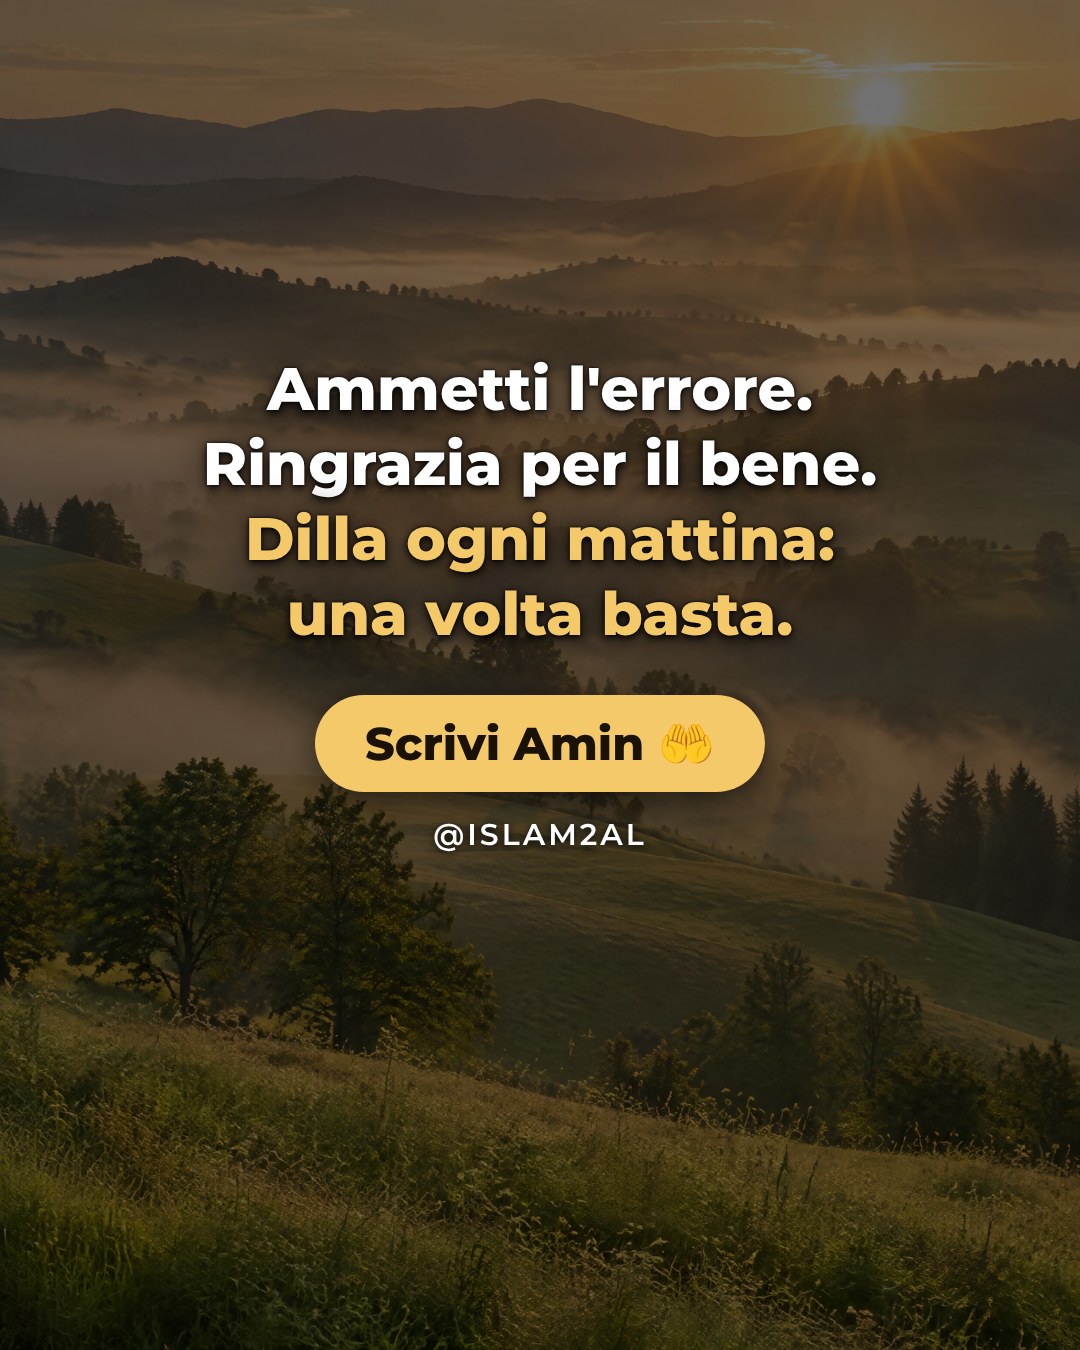 Ammetti l'errore.
Ringrazia per il bene.
Dilla ogni mattina:
una volta basta.
Scrivi Amin 🤲
@ISLAM2AL